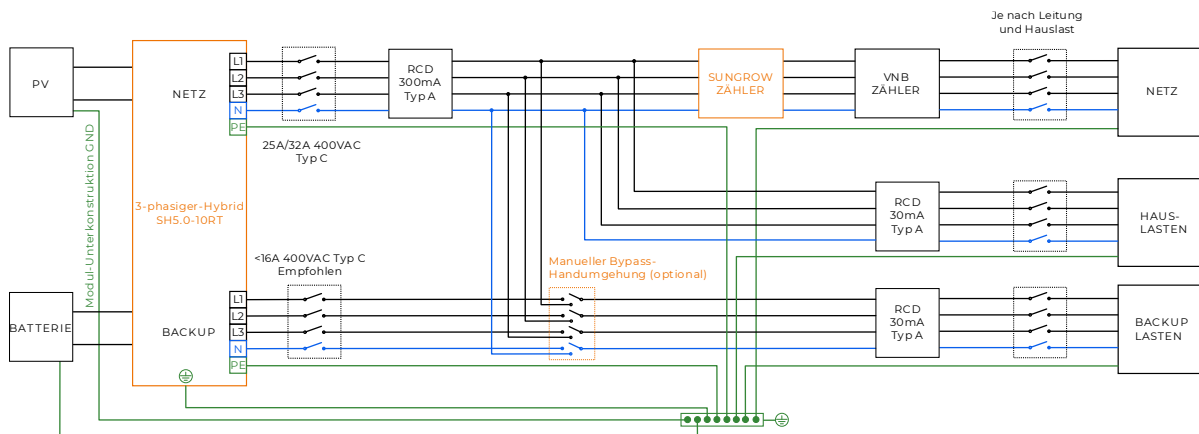 Je nach Leitung
und Hauslast
PV
NETZ
L1
L2
L3
N
PE
RCD
300mA
Typ A
SUNGROW
ZÄHLER
VNB
ZÄHLER
NETZ
25A/32A 400VAC
Typ C
Modul-Unterkonstruktion GND
3-phasiger-Hybrid
SH5.0-10RT
RCD
30mA
Typ A
HAUS-
LASTEN
<16A 400VAC Typ C
Empfohlen
Manueller Bypass-
Handumgehung (optional)
BATTERIE
BACKUP
L1
L2
L3
N
PE
RCD
30mA
Typ A
BACKUP
LASTEN